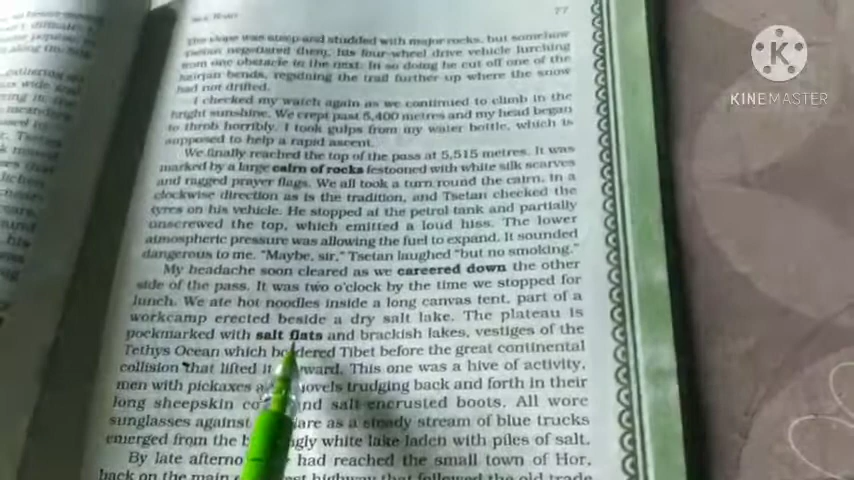 SILK ROAD
77
The slope was steep and studded with major rocks, but somehow
Tsetan negotiated them, his four-wheel drive vehicle lurching
from one obstacle to the next. In so doing he cut off one of the
hairpin bends, regaining the trail further up where the snow
had not drifted.
I checked my watch again as we continued to climb in the
bright sunshine. We crept past 5,400 metres and my head began
to throb horribly. I took gulps from my water bottle, which is
supposed to help a rapid ascent.
We finally reached the top of the pass at 5,515 metres. It was
marked by a large cairn of rocks festooned with white silk scarves
and ragged prayer flags. We all took a turn round the cairn, in a
clockwise direction as is the tradition, and Tsetan checked the
tyres on his vehicle. He stopped at the petrol tank and partially
unscrewed the top, which emitted a loud hiss. The lower
atmospheric pressure was allowing the fuel to expand. It sounded
dangerous to me. “Maybe, sir,” Tsetan laughed “but no smoking.”
My headache soon cleared as we careered down the other
side of the pass. It was two o’clock by the time we stopped for
lunch. We ate hot noodles inside a long canvas tent, part of a
workcamp erected beside a dry salt lake. The plateau is
pockmarked with salt flats and brackish lakes, vestiges of the
Tethys Ocean which bordered Tibet before the great continental
collision that lifted it skyward. This one was a hive of activity,
men with pickaxes and shovels trudging back and forth in their
long sheepskin coats and salt-encrusted boots. All wore
sunglasses against glare as a steady stream of blue trucks
emerged from the blindingly white lake laden with piles of salt.
By late afternoon had reached the small town of Hor,
back on the main highway that followed the old trade
K
KINEMASTER